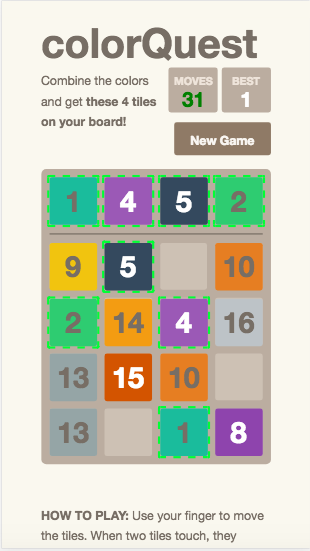 colorQuest
Combine the colors
and get these 4 tiles
on your board!
MOVES
31
BEST
1
New Game
1 4 5 2
9 5 10
2 14 4 16
13 15 10
13 1 8
HOW TO PLAY: Use your finger to move
the tiles. When two tiles touch, they